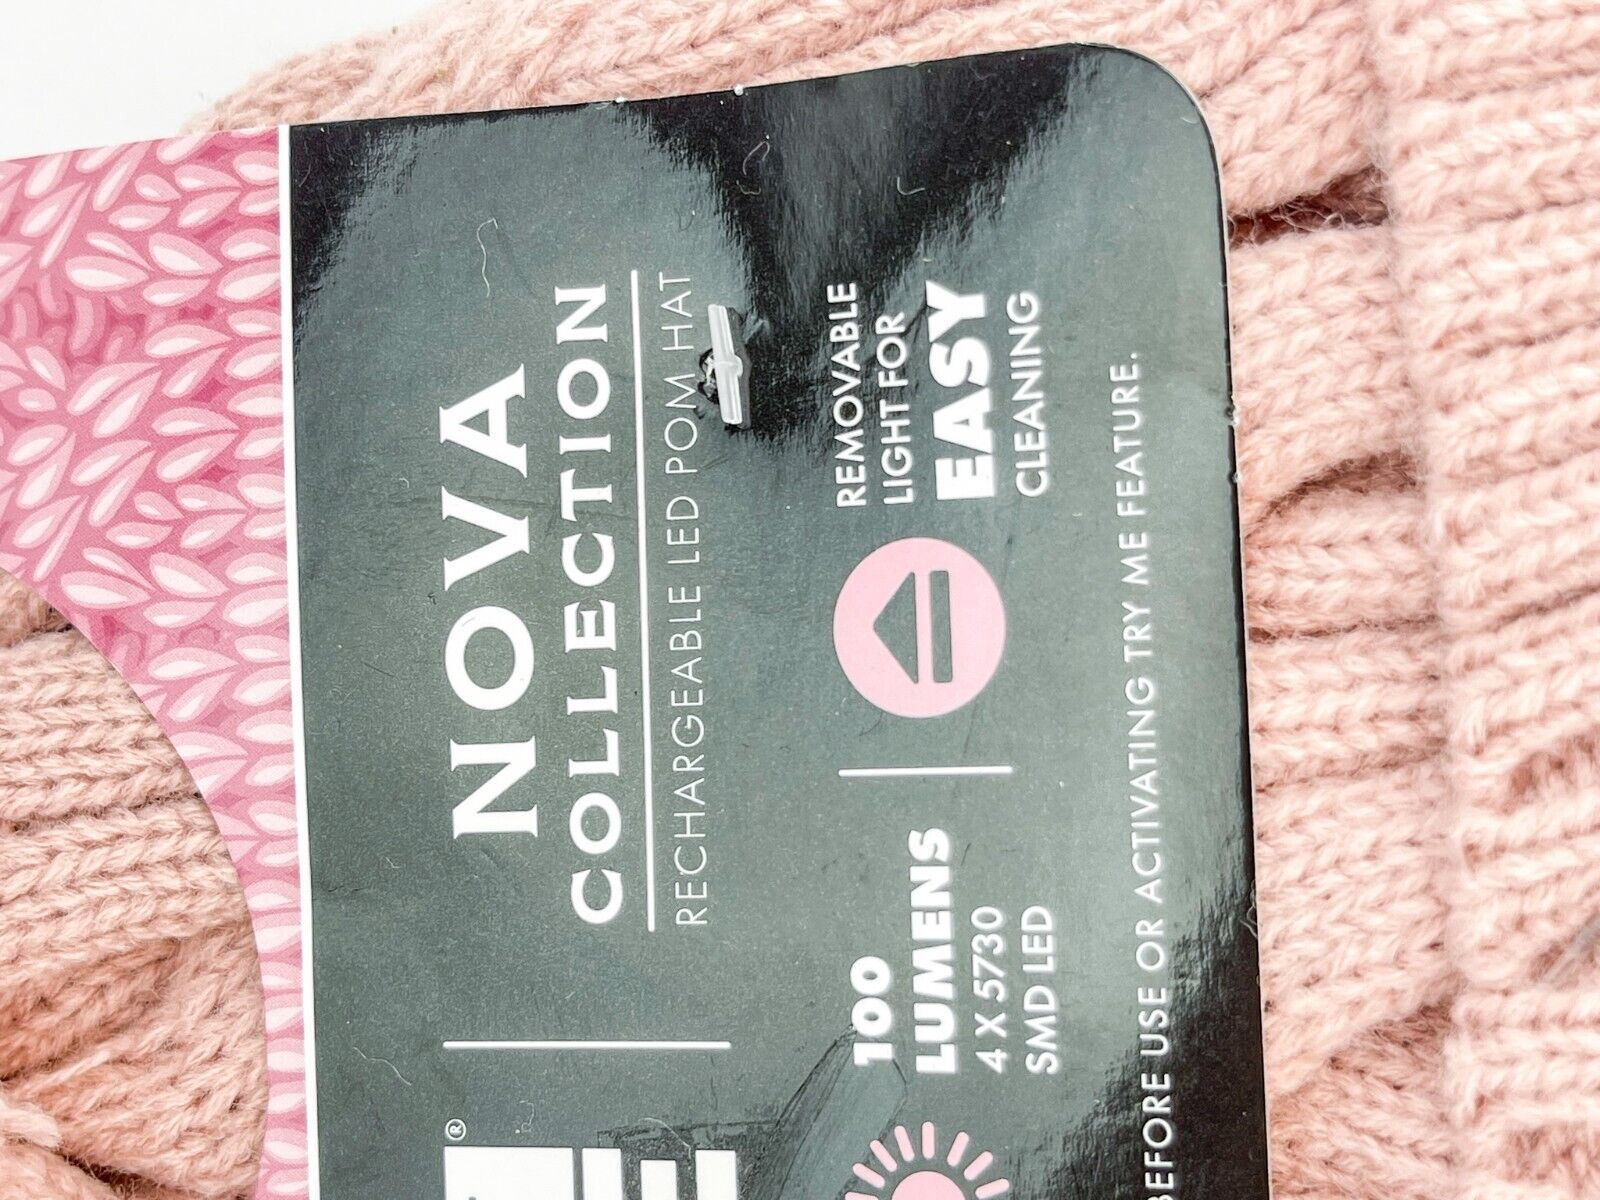 ®
NOVA
COLLECTION
RECHARGEABLE LED POM HAT
100
LUMENS
4 X 5730
SMD LED
REMOVABLE
LIGHT FOR
EASY
CLEANING
BEFORE USE OR ACTIVATING TRY ME FEATURE.